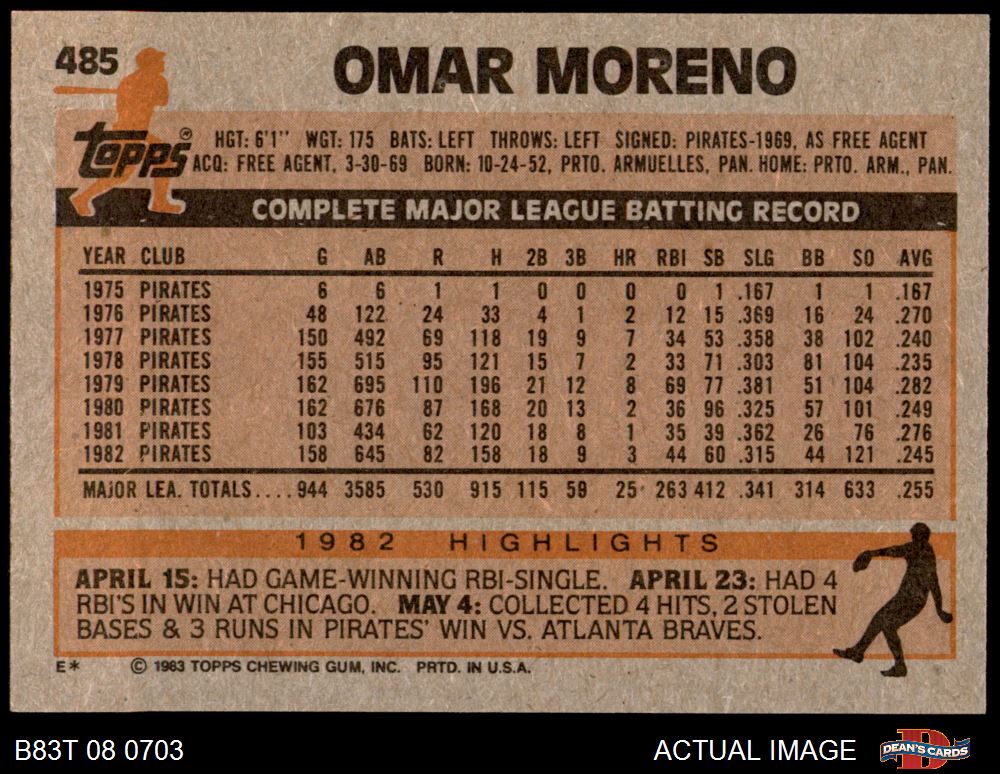 485 OMAR MORENO
topps ® HGT: 6'1" WGT: 175 BATS: LEFT THROWS: LEFT SIGNED: PIRATES-1969, AS FREE AGENT
ACQ: FREE AGENT, 3-30-69 BORN: 10-24-52, PRTO. ARMUELLES, PAN. HOME: PRTO. ARM., PAN.
COMPLETE MAJOR LEAGUE BATTING RECORD
YEAR CLUB G AB R H 2B 3B HR RBI SB SLG BB SO AVG
1975 PIRATES 6 6 1 1 0 0 0 0 1 .167 1 1 .167
1976 PIRATES 48 122 24 33 4 1 2 12 15 .369 16 24 .270
1977 PIRATES 150 492 69 118 19 9 7 34 53 .358 38 102 .240
1978 PIRATES 155 515 95 121 15 7 2 33 71 .303 81 104 .235
1979 PIRATES 162 695 110 196 21 12 8 69 77 .381 51 104 .282
1980 PIRATES 162 676 87 168 20 13 2 36 96 .325 57 101 .249
1981 PIRATES 103 434 62 120 18 8 1 35 39 .362 26 76 .276
1982 PIRATES 158 645 82 158 18 9 3 44 60 .315 44 121 .245
MAJOR LEA. TOTALS....944 3585 530 915 115 59 25 263 412 .341 314 633 .255
1982 HIGHLIGHTS
APRIL 15: HAD GAME-WINNING RBI-SINGLE. APRIL 23: HAD 4
RBI'S IN WIN AT CHICAGO. MAY 4: COLLECTED 4 HITS, 2 STOLEN
BASES & 3 RUNS IN PIRATES' WIN VS. ATLANTA BRAVES.
E* © 1983 TOPPS CHEWING GUM, INC. PRTD. IN U.S.A.
B83T 08 0703 ACTUAL IMAGE DEAN'S CARDS